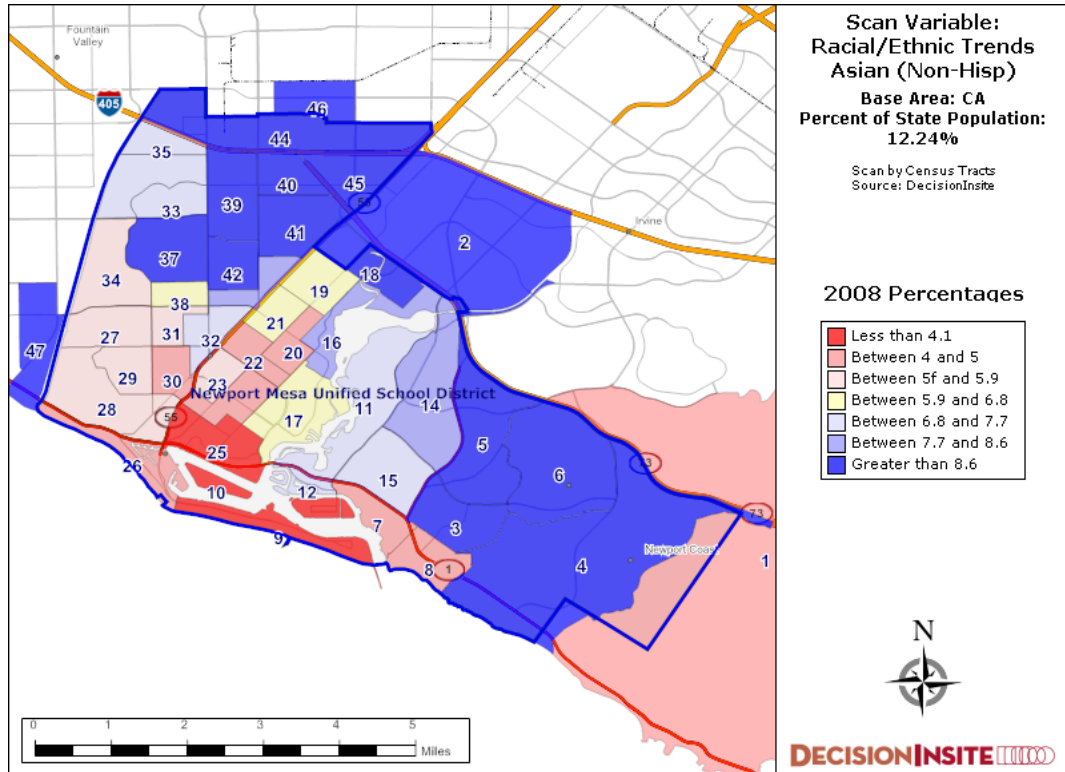 Scan Variable:
Racial/Ethnic Trends
Asian (Non-Hisp)
Base Area: CA
Percent of State Population:
12.24%
Scan by Census Tracts
Source: DecisionInsite
2008 Percentages
Less than 4.1
Between 4 and 5
Between 5f and 5.9
Between 5.9 and 6.8
Between 6.8 and 7.7
Between 7.7 and 8.6
Greater than 8.6
N
DECISIONINSITE
Fountain
Valley
405
46
44
35
40
45
39
55
33
41
Irvine
2
37
42
18
34
19
38
21
47
27
31
32
16
20
22
29
30
23
Newport Mesa Unified School District
28
55
17
11
14
25
5
26
6
73
10
12
15
73
9
7
3
Newport Coast
1
8
1
4
0 1 2 3 4 5
Miles